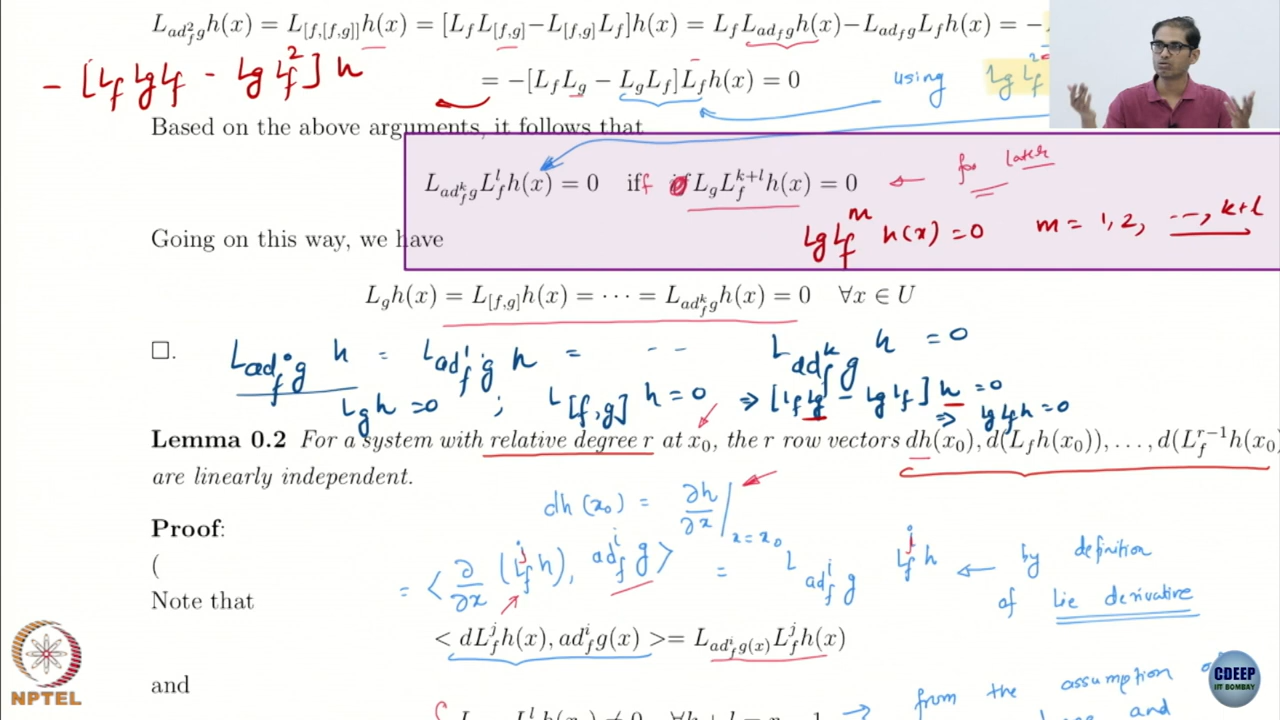 L_{ad_f^2 g}h(x) = L_{[f,[f,g]]}h(x) = [L_f L_{[f,g]} − L_{[f,g]} L_f]h(x) = L_f L_{ad_f g}h(x) − L_{ad_f g} L_f h(x) = −
− [L_f L_g L_f − L_g L_f^2] h
= −[L_f L_g − L_g L_f]L_f h(x) = 0 using L_g L_f^2
Based on the above arguments, it follows that
L_{ad_f^k g} L_f^l h(x) = 0 iff if L_g L_f^{k+l} h(x) = 0 ← for later
L_g L_f^m h(x) = 0 m = 1, 2, ..., k+l
Going on this way, we have
L_g h(x) = L_{[f,g]}h(x) = ··· = L_{ad_f^k g}h(x) = 0 ∀x ∈ U
□.
L_{ad_f^0 g} h = L_{ad_f^1 g} h = -- L_{ad_f^k g} h = 0
L_g h = 0 ; L_{[f,g]} h = 0 ⇒ [L_f L_g − L_g L_f] h = 0
⇒ L_g L_f h = 0
Lemma 0.2 For a system with relative degree r at x_0, the r row vectors dh(x_0), d(L_f h(x_0)), . . . , d(L_f^{r−1}h(x_0)
are linearly independent.
dh (x_0) = ∂h/∂x |_{x = x_0}
Proof:
(
= < ∂/∂x (L_f^j h), ad_f^i g > = L_{ad_f^i g} L_f^j h ← by definition
of Lie derivative
Note that
< dL_f^j h(x), ad_f^i g(x) >= L_{ad_f^i g(x)} L_f^j h(x)
and
from the assumption
NPTEL
CDEEP
IIT BOMBAY